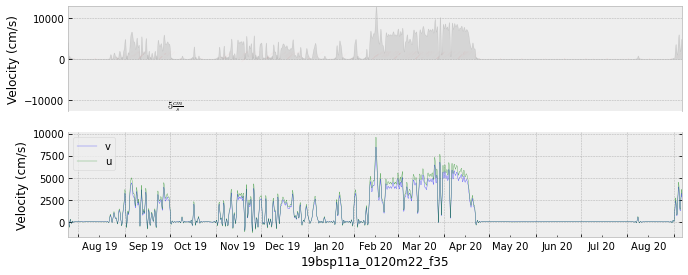 10000
0
−10000
Velocity (cm/s)
5 cm/s
10000
7500
5000
2500
0
Velocity (cm/s)
v
u
Aug 19 Sep 19 Oct 19 Nov 19 Dec 19 Jan 20 Feb 20 Mar 20 Apr 20 May 20 Jun 20 Jul 20 Aug 20
19bsp11a_0120m22_f35